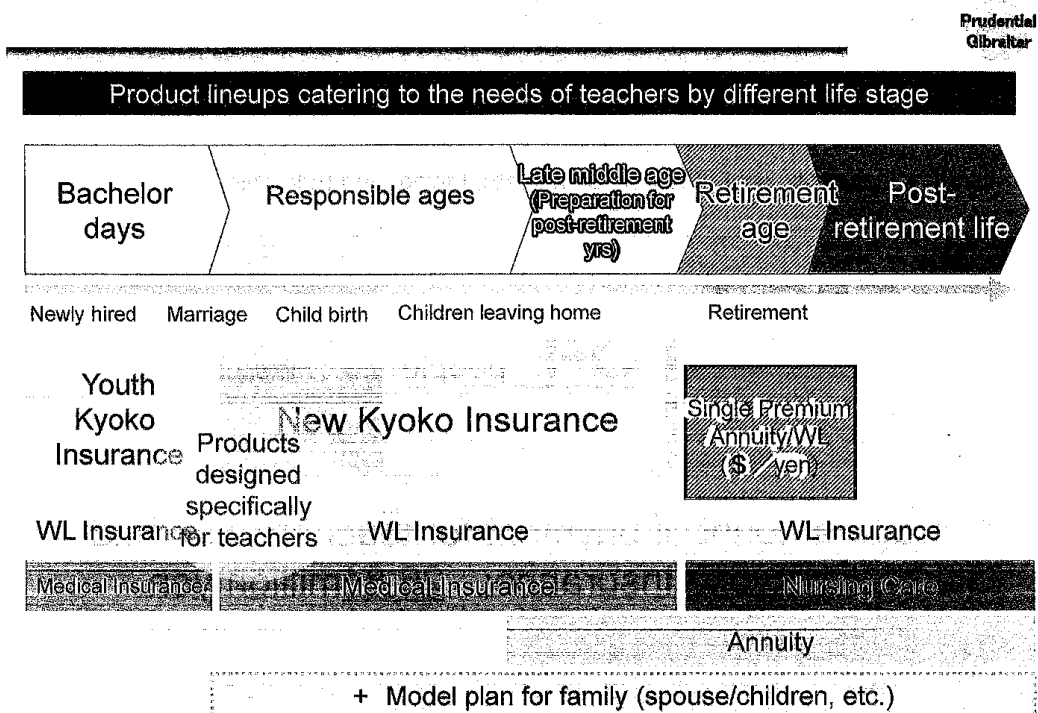 Prudential
Gibraltar
Product lineups catering to the needs of teachers by different life stage
Bachelor
days
Responsible ages
Late middle age
(Preparation for
post-retirement
yrs)
Retirement
age
Post-
retirement life
Newly hired
Marriage
Child birth
Children leaving home
Retirement
Youth
Kyoko
Insurance
Products
designed
specifically
for teachers
New Kyoko Insurance
Single Premium
Annuity/WL
($／yen)
WL Insurance
WL Insurance
WL Insurance
Medical Insurance
Medical Insurance
Nursing Care
Annuity
+ Model plan for family (spouse/children, etc.)